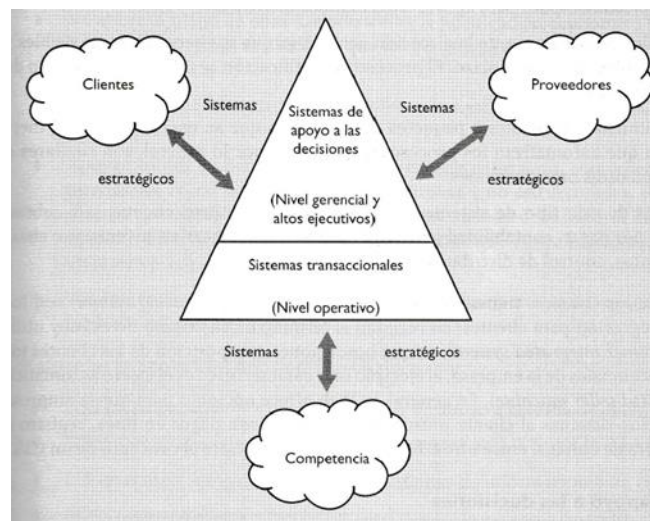 Clientes
Proveedores
Sistemas
Sistemas
Sistemas de
apoyo a las
decisiones
estratégicos
estratégicos
(Nivel gerencial y
altos ejecutivos)
Sistemas transaccionales
(Nivel operativo)
Sistemas
estratégicos
Competencia